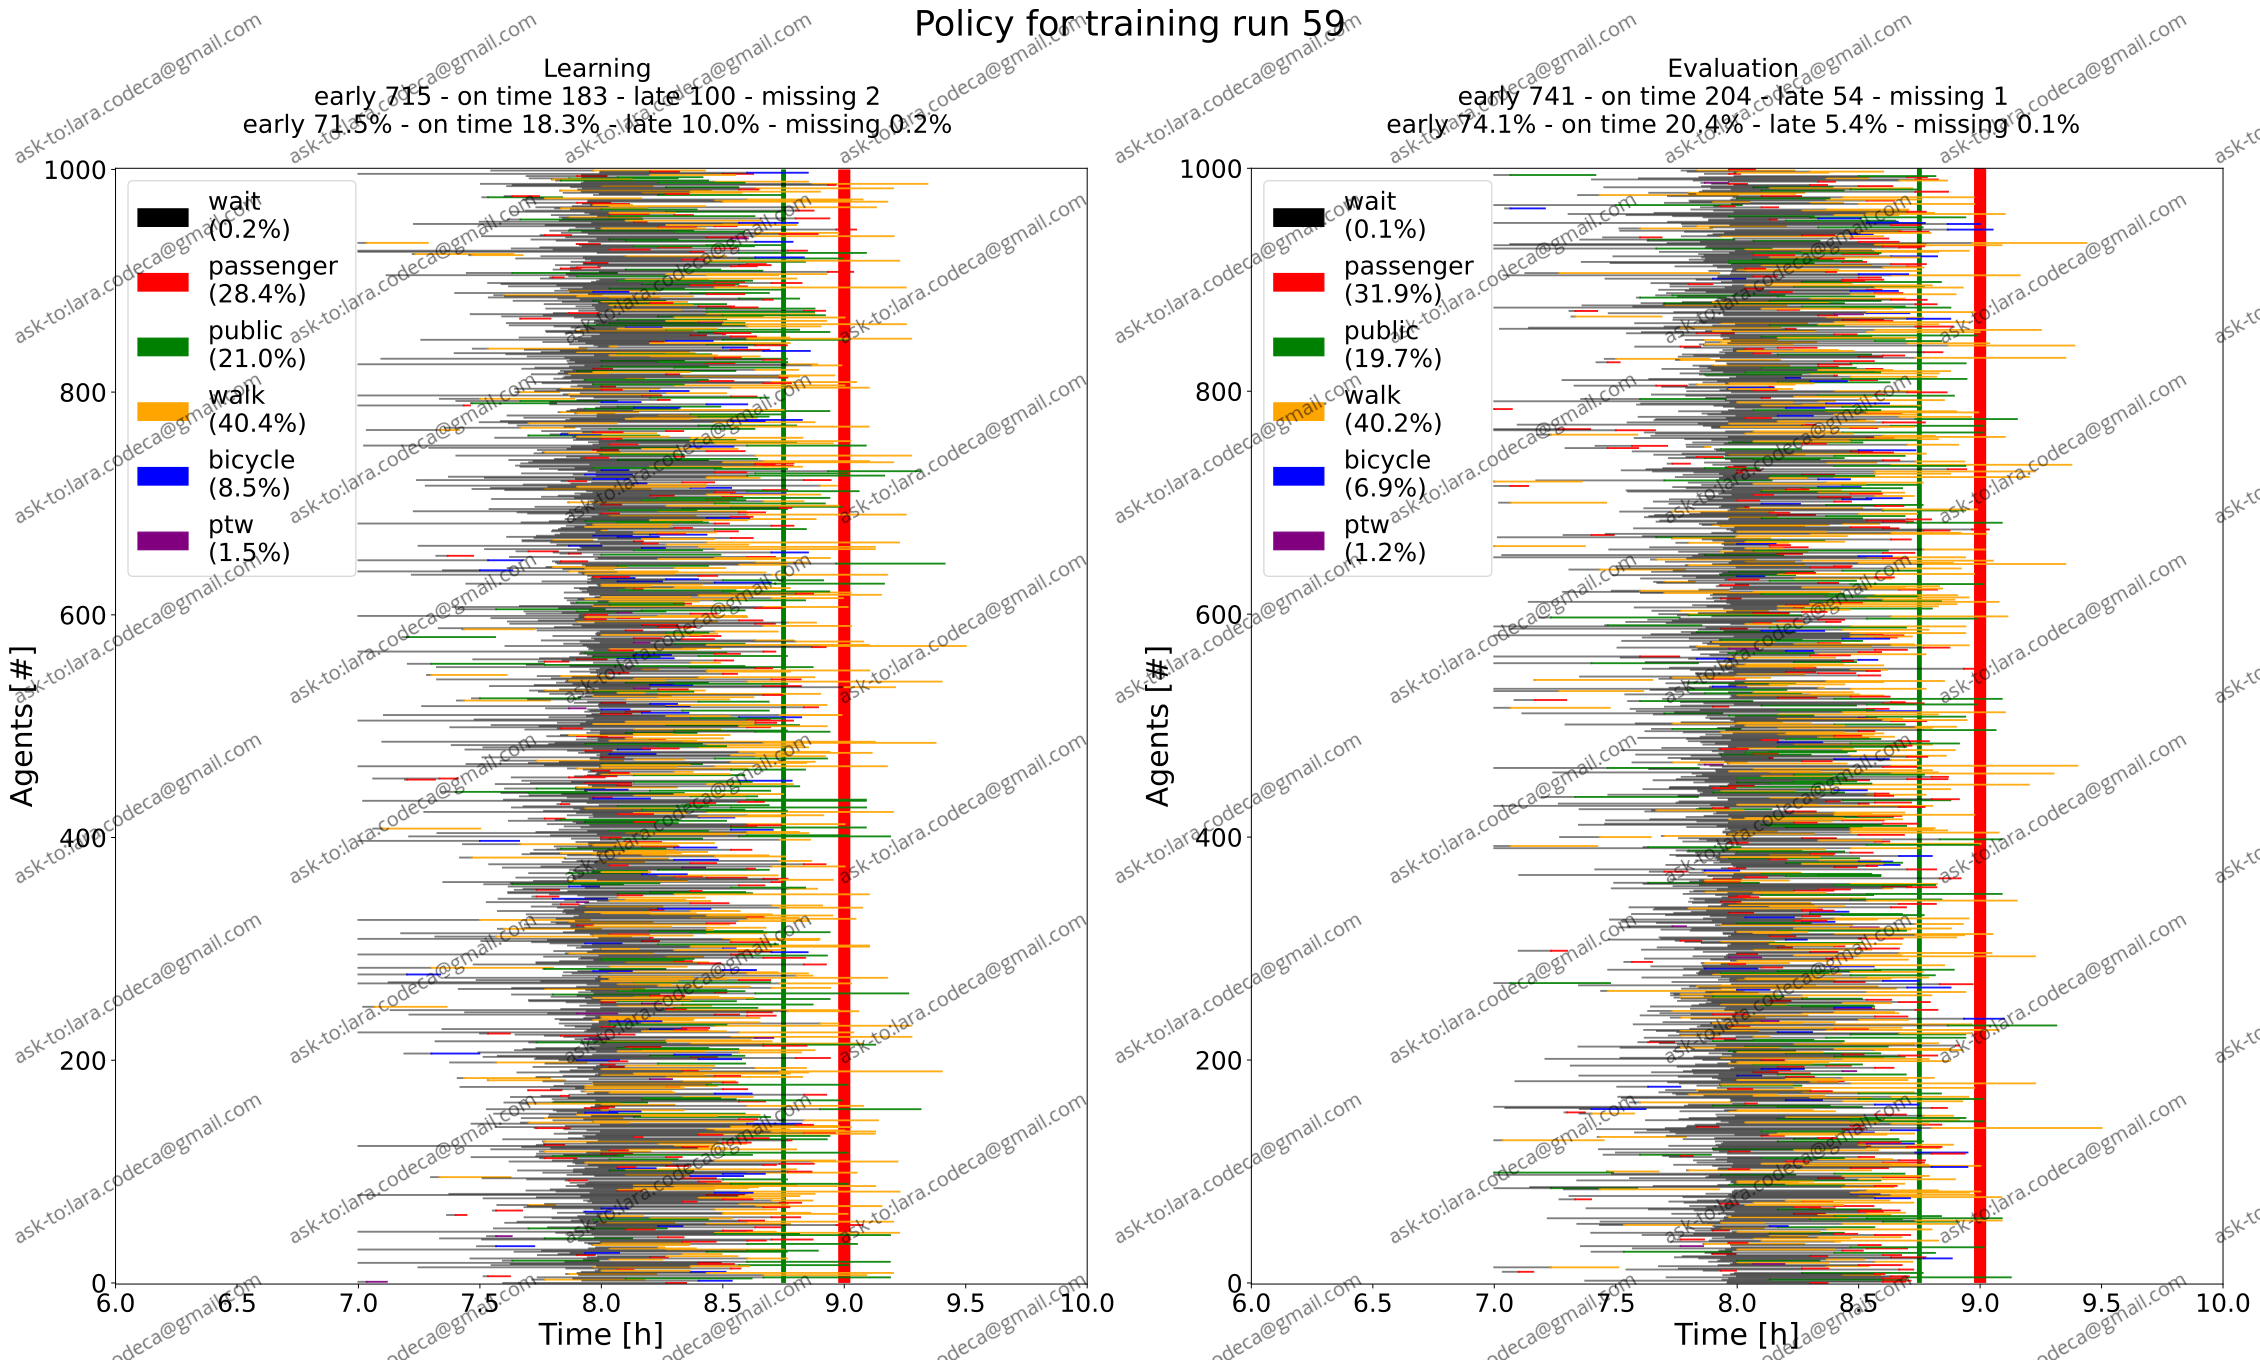 Policy for training run 59
Learning
early 715 - on time 183 - late 100 - missing 2
early 71.5% - on time 18.3% - late 10.0% - missing 0.2%
1000
800
600
400
200
0
Agents [#]
wait
(0.2%)
passenger
(28.4%)
public
(21.0%)
walk
(40.4%)
bicycle
(8.5%)
ptw
(1.5%)
6.0 6.5 7.0 7.5 8.0 8.5 9.0 9.5 10.0
Time [h]
Evaluation
early 741 - on time 204 - late 54 - missing 1
early 74.1% - on time 20.4% - late 5.4% - missing 0.1%
1000
800
600
400
200
0
Agents [#]
wait
(0.1%)
passenger
(31.9%)
public
(19.7%)
walk
(40.2%)
bicycle
(6.9%)
ptw
(1.2%)
6.0 6.5 7.0 7.5 8.0 8.5 9.0 9.5 10.0
Time [h]
ask-to:lara.codeca@gmail.com